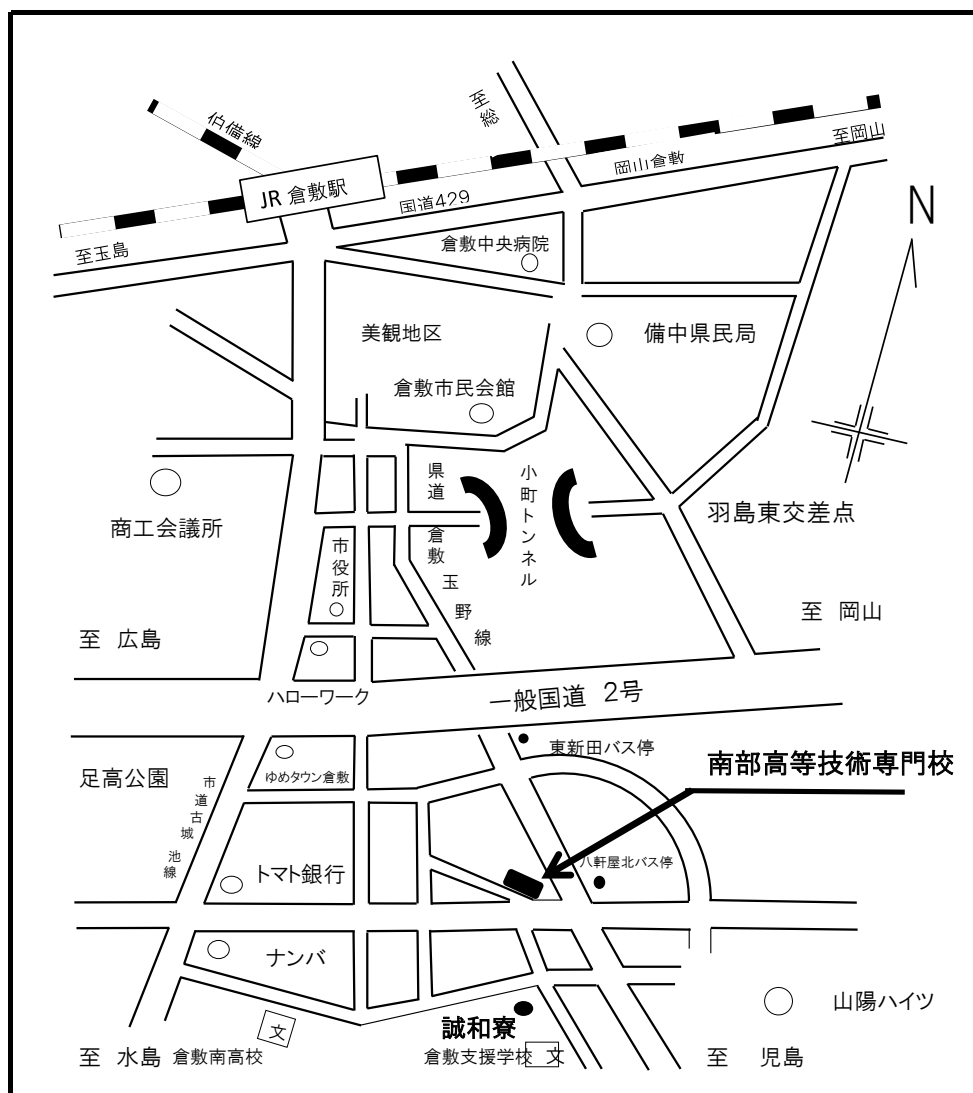 至総
伯備線
至岡山
岡山倉敷
JR 倉敷駅
国道429
N
倉敷中央病院
至玉島
美観地区
備中県民局
倉敷市民会館
県道
倉敷
玉
野
線
小町トンネル
商工会議所
羽島東交差点
市役所
至 岡山
至 広島
ハローワーク
一般国道 2号
東新田バス停
南部高等技術専門校
足高公園
ゆめタウン倉敷
市道古城池線
八軒屋北バス停
トマト銀行
ナンバ
山陽ハイツ
誠和寮
文
至 水島
倉敷南高校
倉敷支援学校
文
至 児島